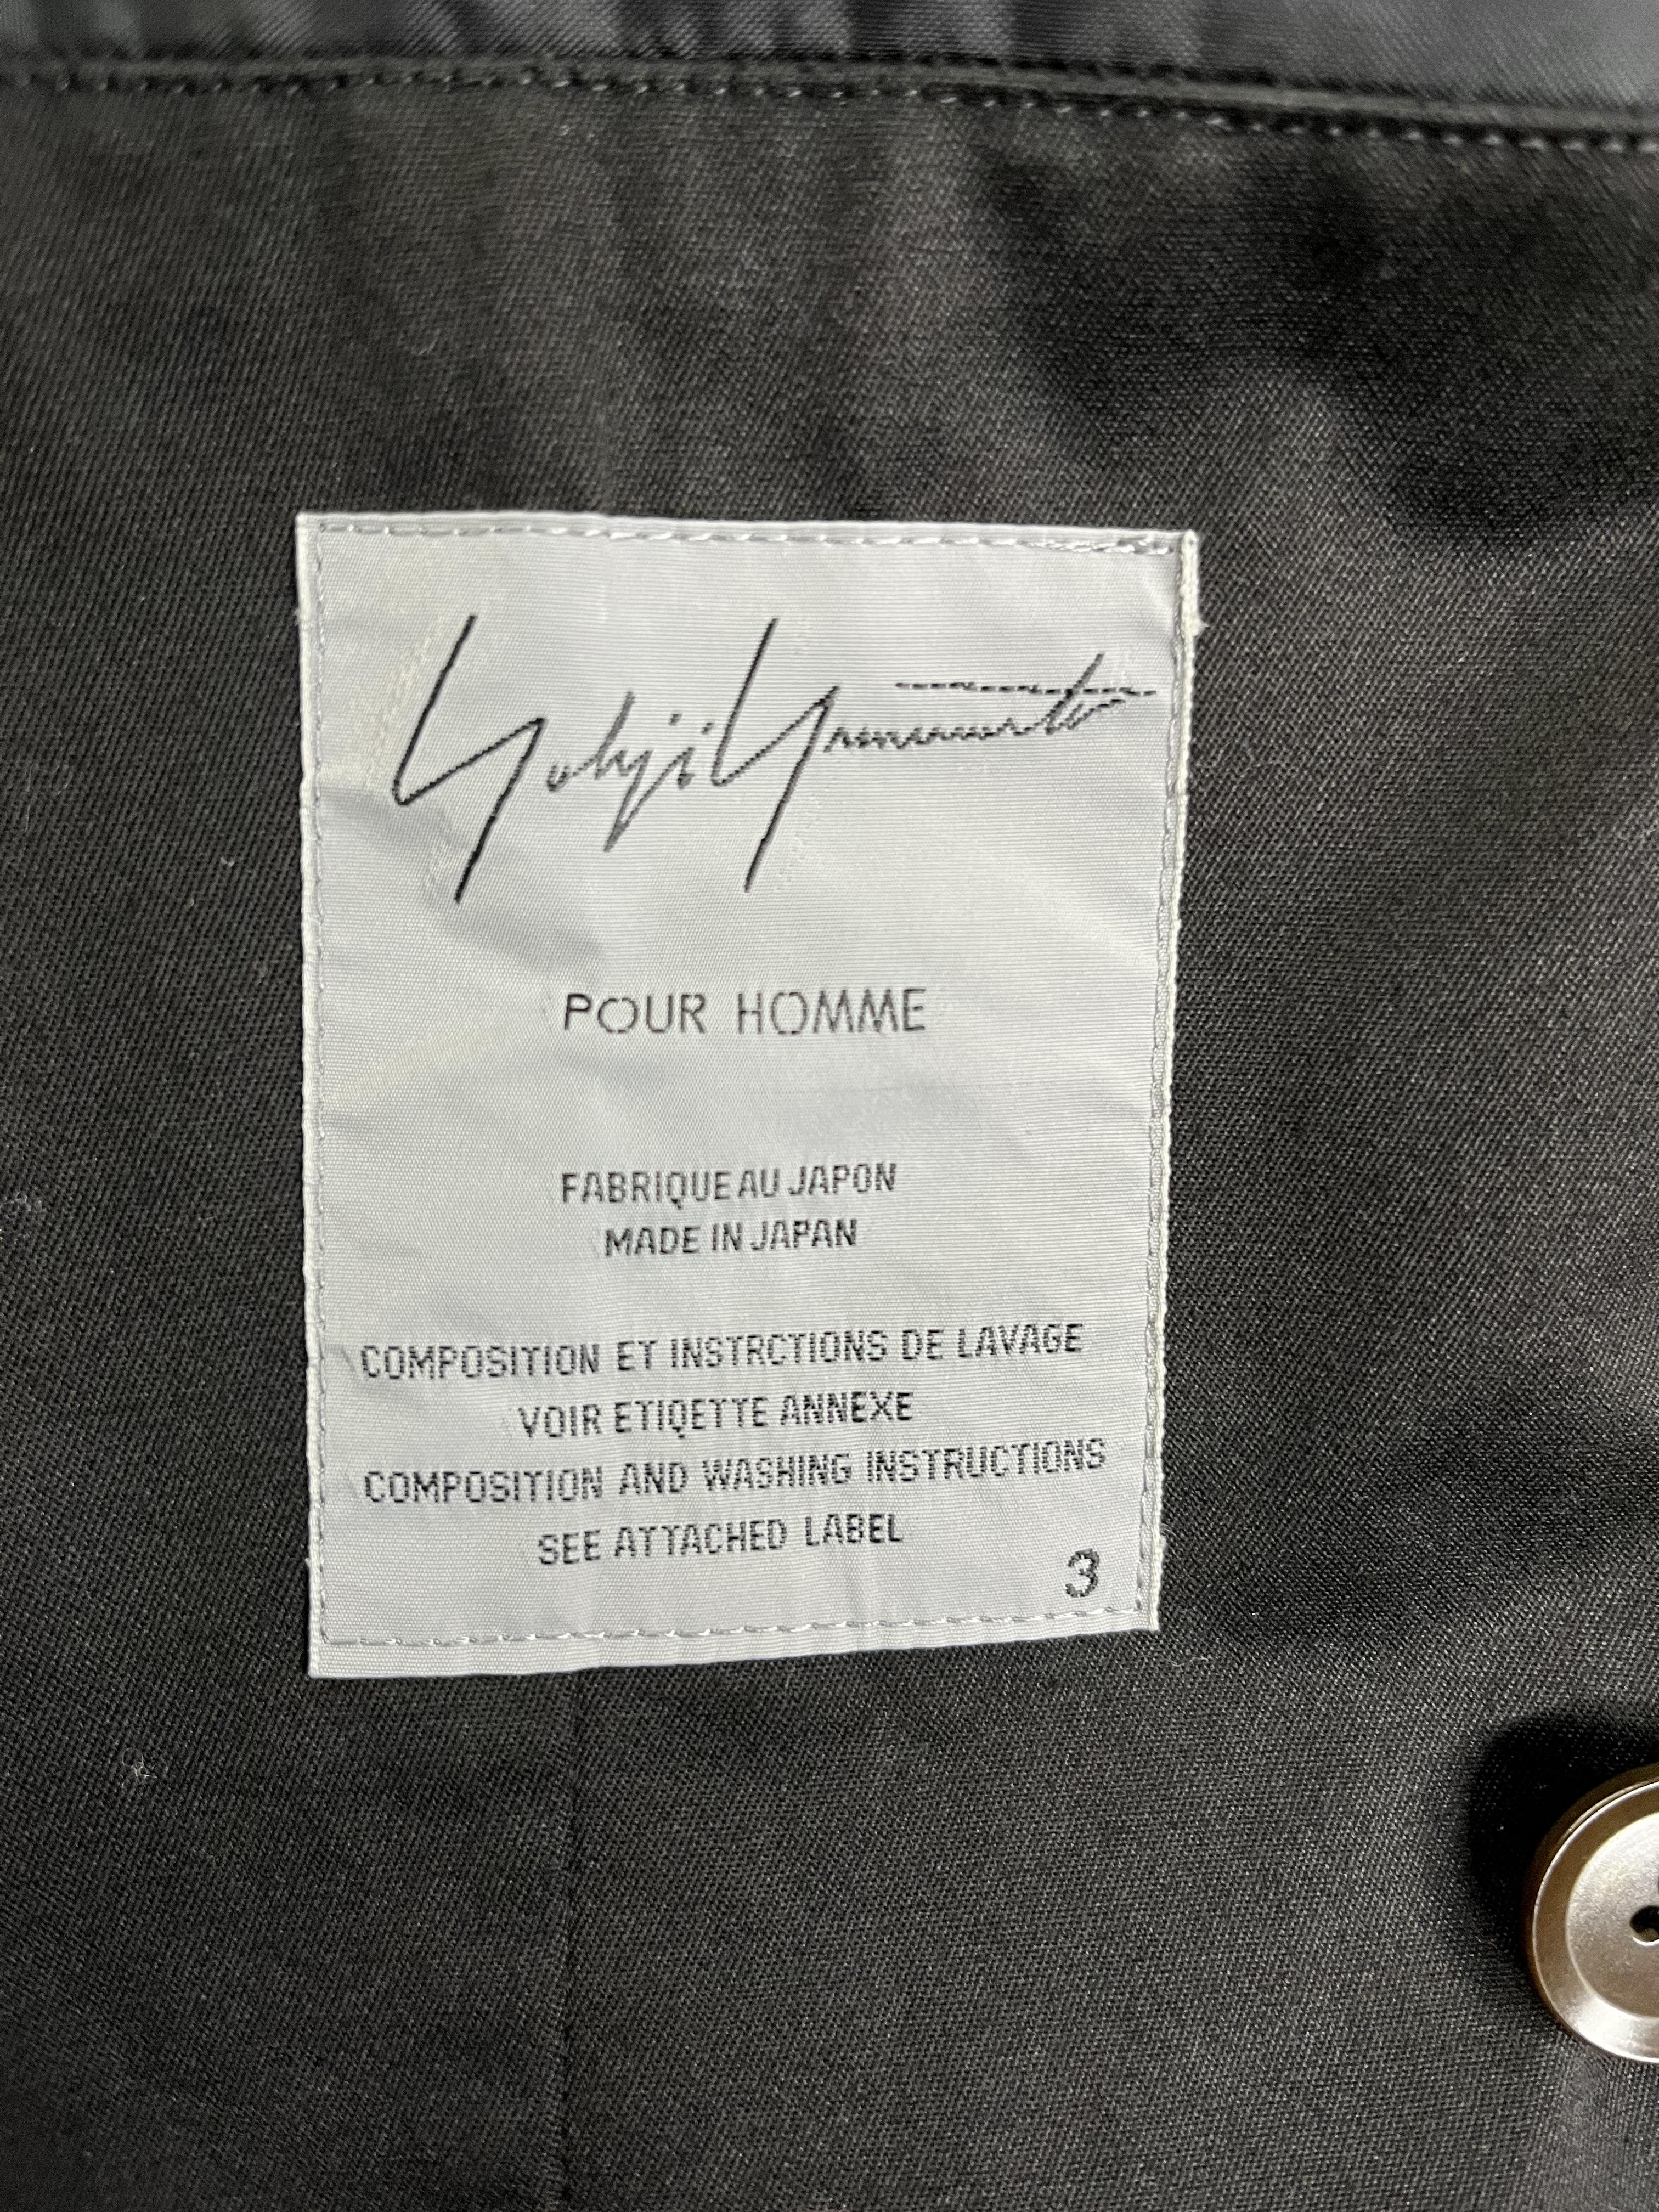 Yohji Yamamoto
POUR HOMME
FABRIQUE AU JAPON
MADE IN JAPAN
COMPOSITION ET INSTRCTIONS DE LAVAGE
VOIR ETIQETTE ANNEXE
COMPOSITION AND WASHING INSTRUCTIONS
SEE ATTACHED LABEL
3